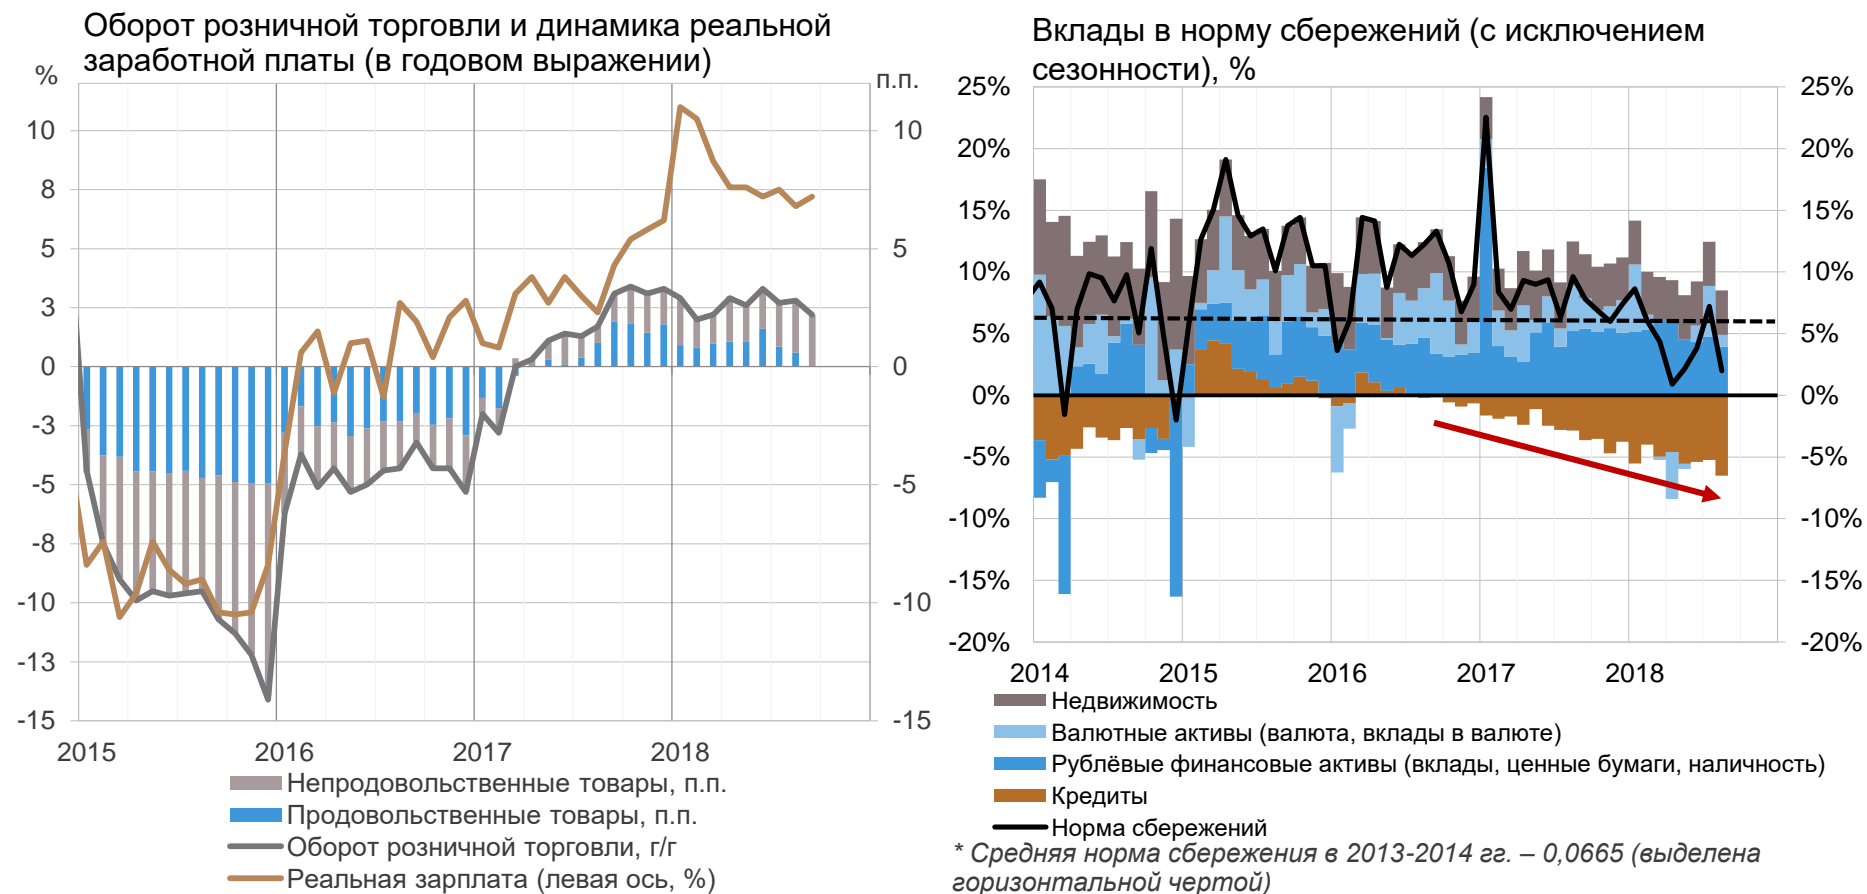 Оборот розничной торговли и динамика реальной
заработной платы (в годовом выражении)
%
п.п.
10
10
8
5
5
3
0
0
-3
-5
-5
-8
-10
-10
-13
-15
-15
2015
2016
2017
2018
Непродовольственные товары, п.п.
Продовольственные товары, п.п.
Оборот розничной торговли, г/г
Реальная зарплата (левая ось, %)
Вклады в норму сбережений (с исключением
сезонности), %
25%
25%
20%
20%
15%
15%
10%
10%
5%
5%
0%
0%
-5%
-5%
-10%
-10%
-15%
-15%
-20%
-20%
2014
2015
2016
2017
2018
Недвижимость
Валютные активы (валюта, вклады в валюте)
Рублёвые финансовые активы (вклады, ценные бумаги, наличность)
Кредиты
Норма сбережений
* Средняя норма сбережения в 2013-2014 гг. – 0,0665 (выделена
горизонтальной чертой)